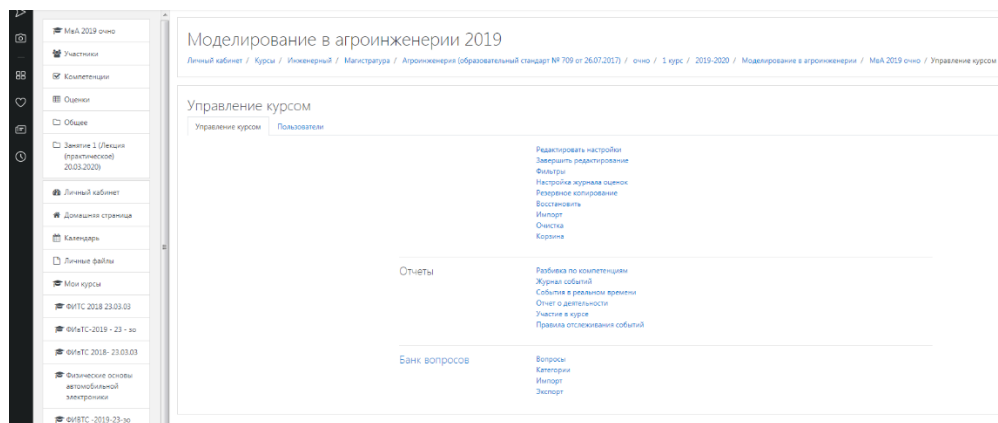 МвА 2019 очно
Участники
Компетенции
Оценки
Общее
Занятие 1 (Лекция
(практическое)
20.03.2020)
Личный кабинет
Домашняя страница
Календарь
Личные файлы
Мои курсы
ФИТС 2018 23.03.03
ФИвТС-2019 - 23 - зо
ФИвТС 2018- 23.03.03
Физические основы
автомобильной
электроники
ФИВТС -2019-23-зо
Моделирование в агроинженерии 2019
Личный кабинет / Курсы / Инженерный / Магистратура / Агроинженерия (образовательный стандарт № 709 от 26.07.2017) / очно / 1 курс / 2019-2020 / Моделирование в агроинженерии / МвА 2019 очно / Управление курсом
Управление курсом
Управление курсом Пользователи
Редактировать настройки
Завершить редактирование
Фильтры
Настройка журнала оценок
Резервное копирование
Восстановить
Импорт
Очистка
Корзина
Отчеты
Разбивка по компетенциям
Журнал событий
События в реальном времени
Отчет о деятельности
Участие в курсе
Правила отслеживания событий
Банк вопросов
Вопросы
Категории
Импорт
Экспорт